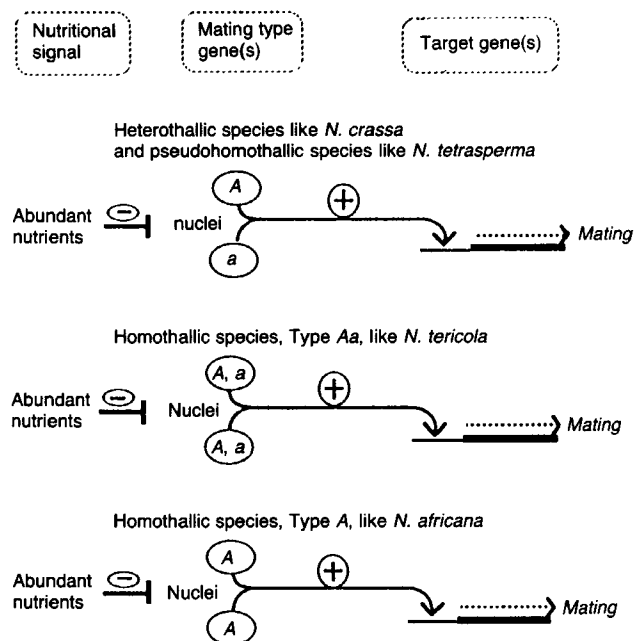 Nutritional signal
Mating type gene(s)
Target gene(s)
Heterothallic species like N. crassa
and pseudohomothallic species like N. tetrasperma
Abundant nutrients
−
nuclei
A
a
+
Mating
Homothallic species, Type Aa, like N. tericola
Abundant nutrients
−
Nuclei
A, a
A, a
+
Mating
Homothallic species, Type A, like N. africana
Abundant nutrients
−
Nuclei
A
A
+
Mating